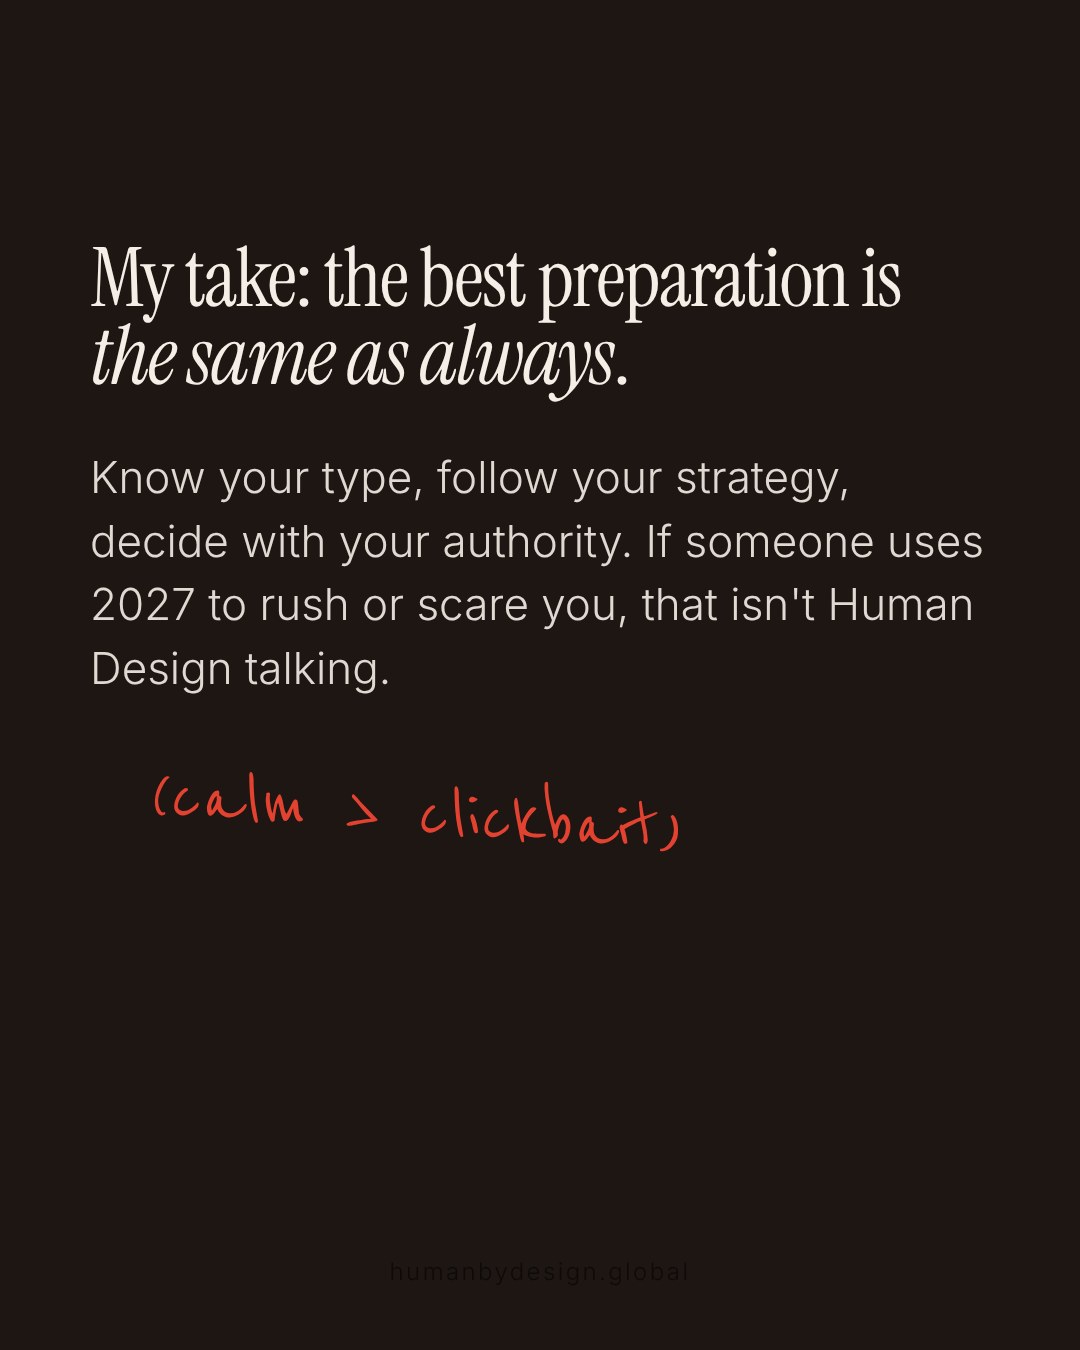 My take: the best preparation is
the same as always.
Know your type, follow your strategy,
decide with your authority. If someone uses
2027 to rush or scare you, that isn't Human
Design talking.
(calm > clickbait)
humanbydesign.global